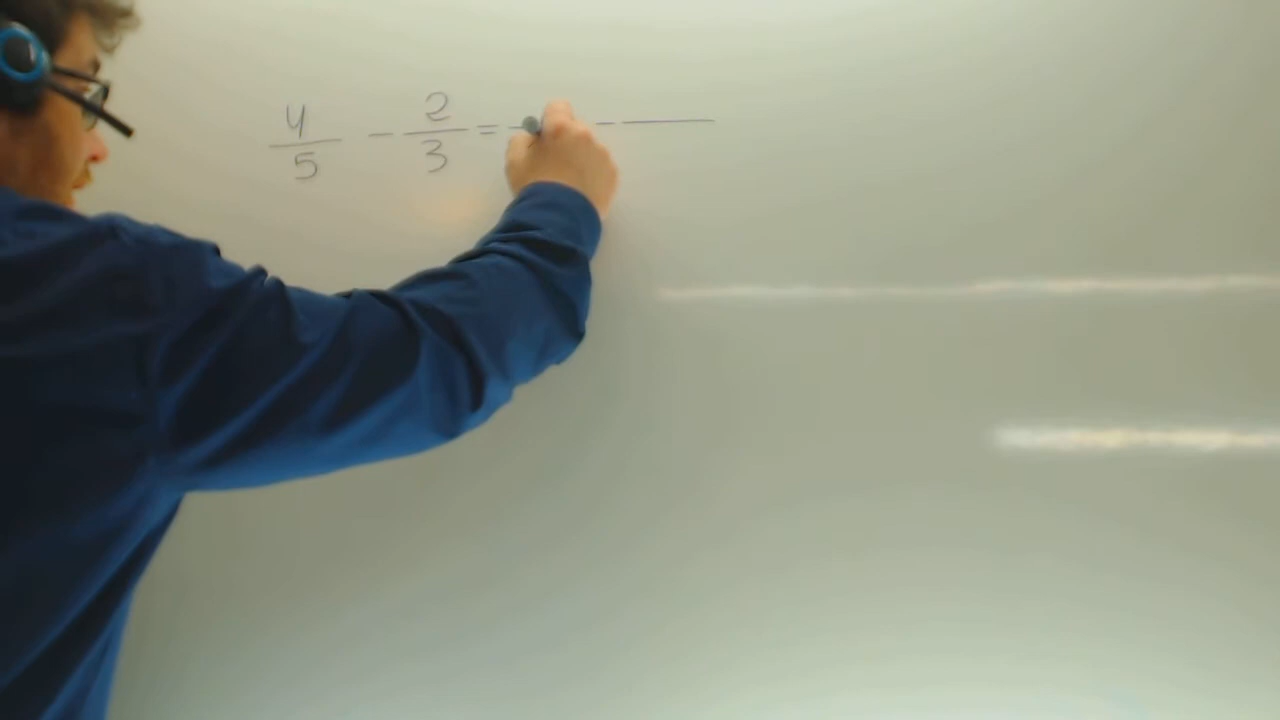 4/5 - 2/3 = — - —